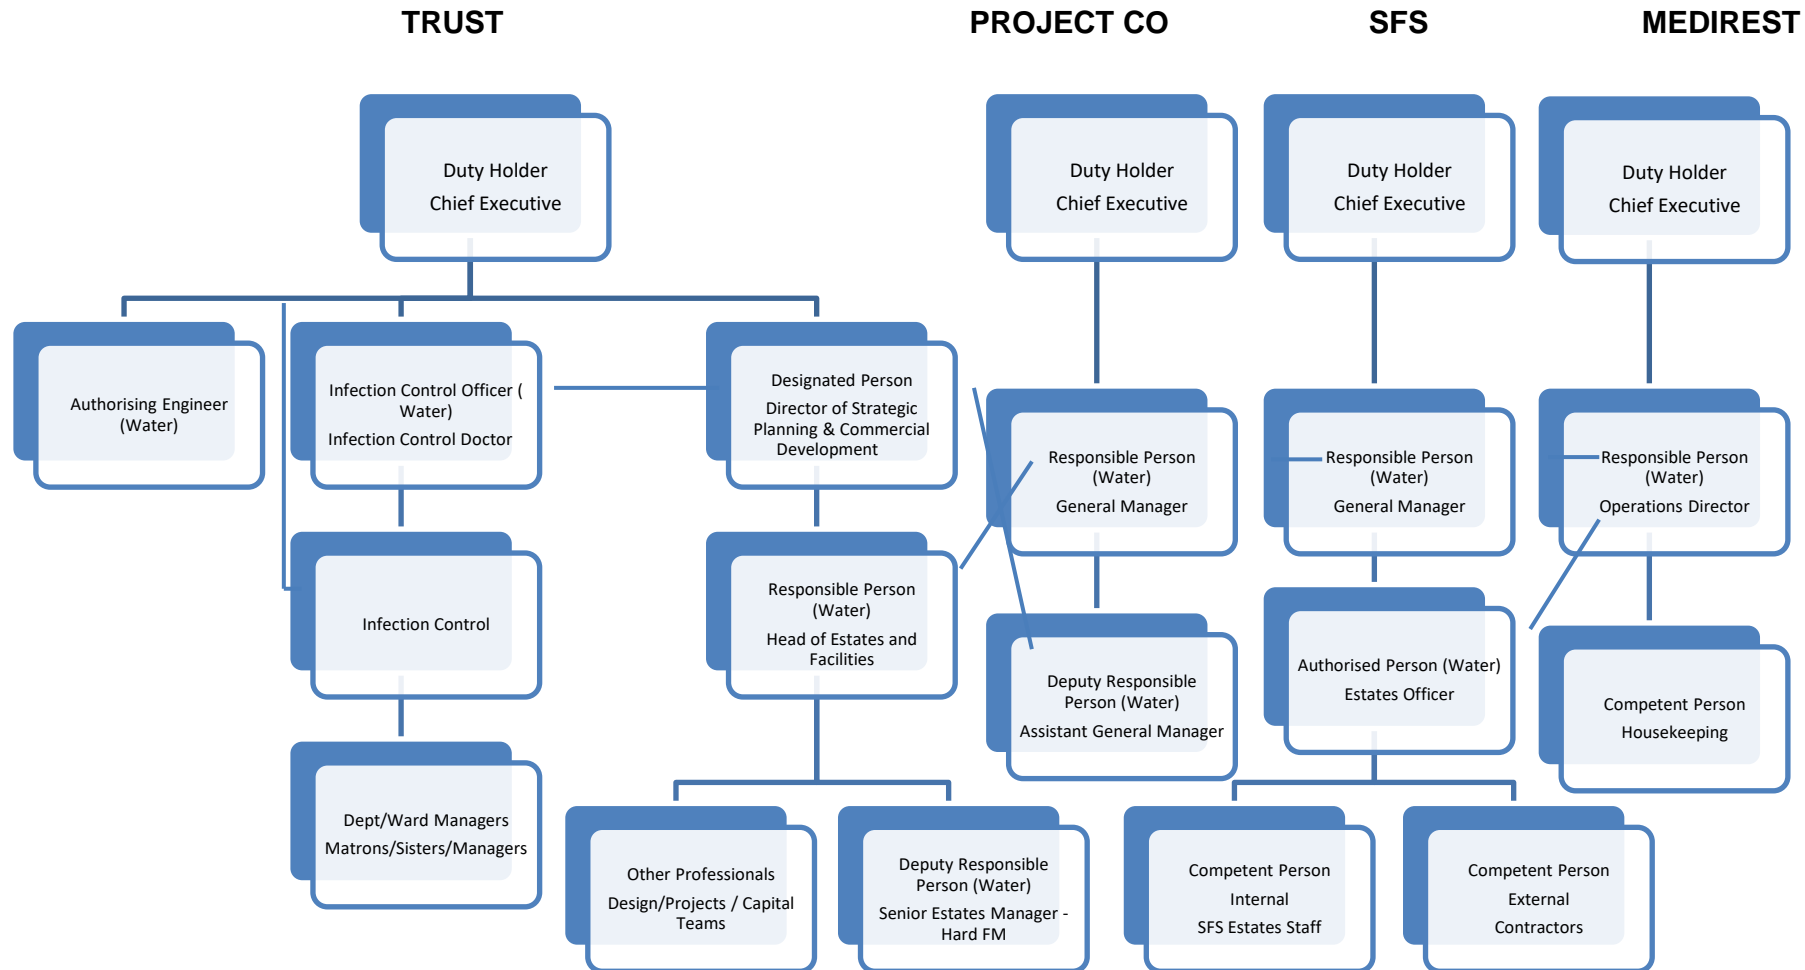 TRUST
PROJECT CO
SFS
MEDIREST
Duty Holder
Chief Executive
Duty Holder
Chief Executive
Duty Holder
Chief Executive
Duty Holder
Chief Executive
Authorising Engineer
(Water)
Infection Control Officer (
Water)
Infection Control Doctor
Designated Person
Director of Strategic
Planning & Commercial
Development
Responsible Person
(Water)
General Manager
Responsible Person
(Water)
General Manager
Responsible Person
(Water)
Operations Director
Infection Control
Responsible Person
(Water)
Head of Estates and
Facilities
Deputy Responsible
Person (Water)
Assistant General Manager
Authorised Person (Water)
Estates Officer
Competent Person
Housekeeping
Dept/Ward Managers
Matrons/Sisters/Managers
Other Professionals
Design/Projects / Capital
Teams
Deputy Responsible
Person (Water)
Senior Estates Manager -
Hard FM
Competent Person
Internal
SFS Estates Staff
Competent Person
External
Contractors